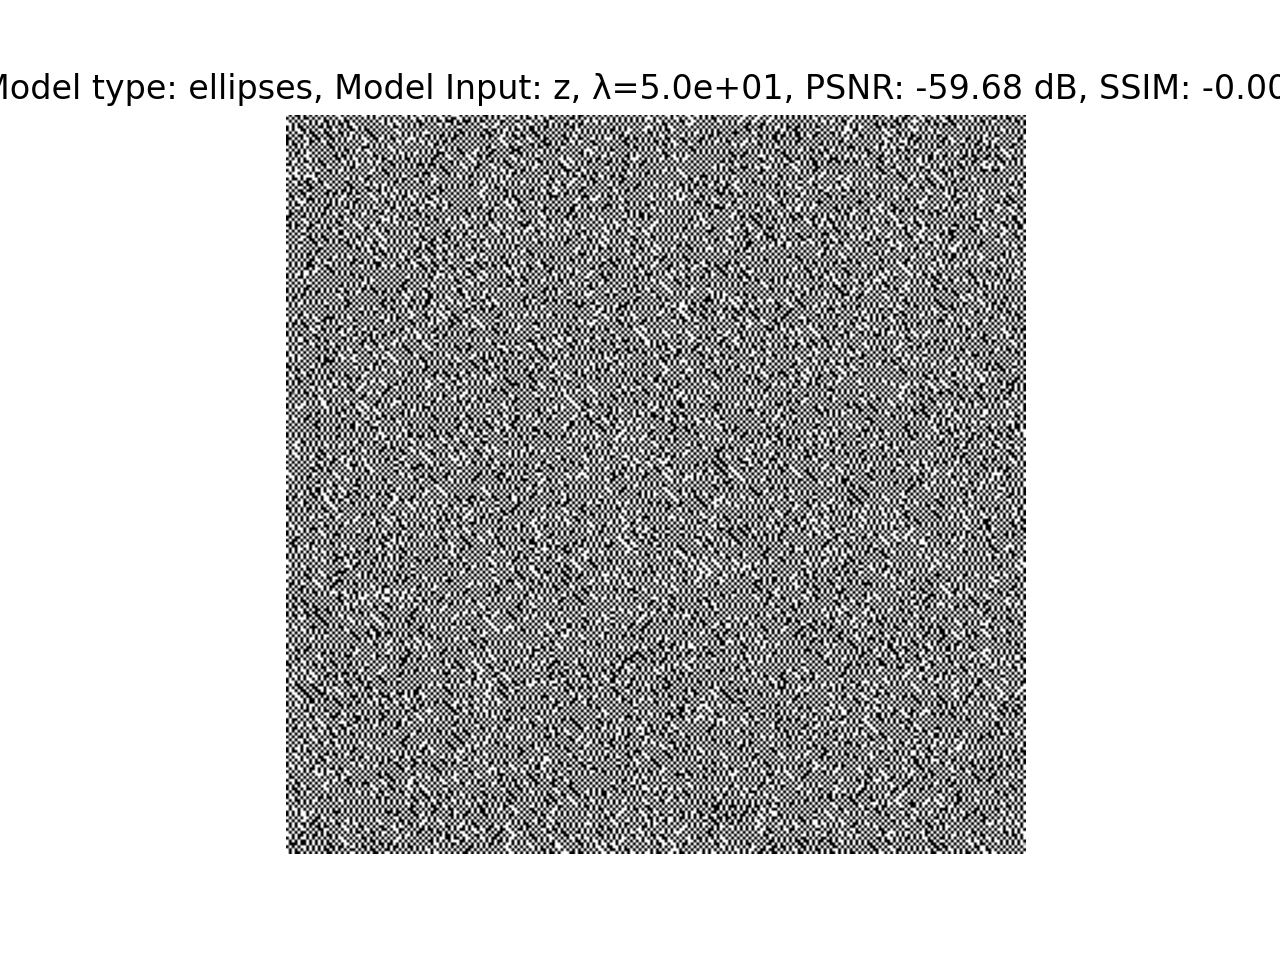 Model type: ellipses, Model Input: z, λ=5.0e+01, PSNR: -59.68 dB, SSIM: -0.00